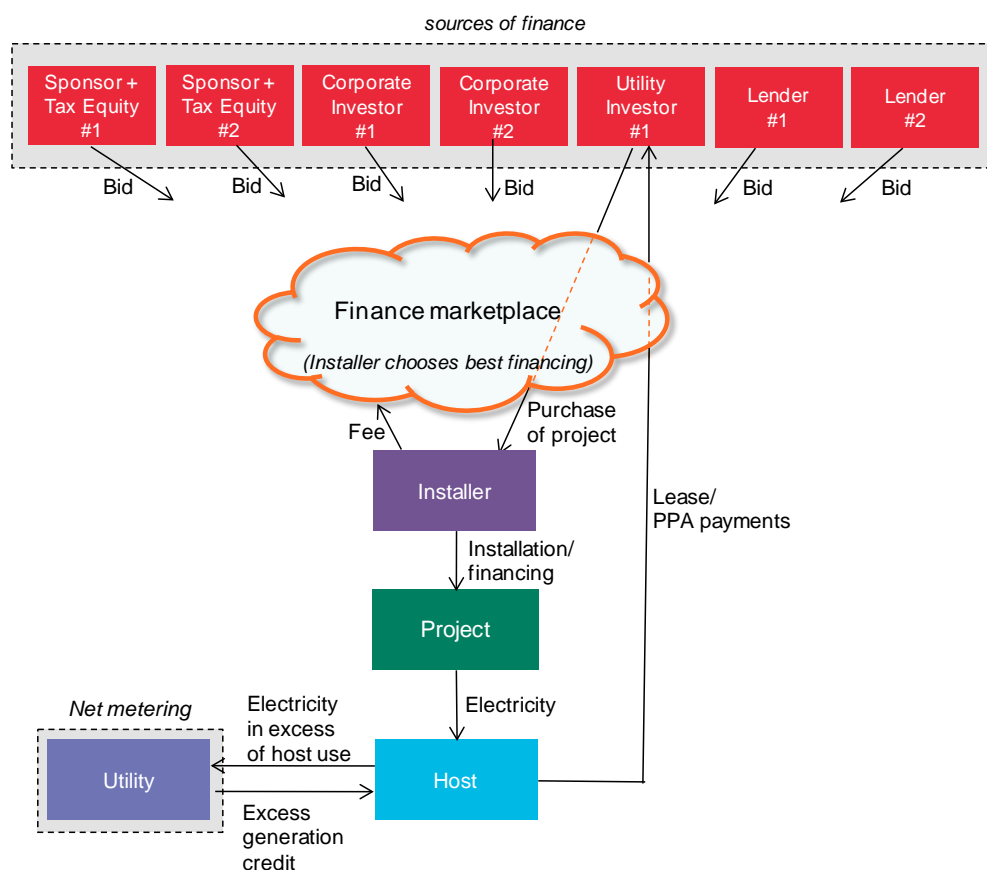 sources of finance
Sponsor +
Tax Equity
#1
Sponsor +
Tax Equity
#2
Corporate
Investor
#1
Corporate
Investor
#2
Utility
Investor
#1
Lender
#1
Lender
#2
Bid
Bid
Bid
Bid
Bid
Bid
Finance marketplace
(Installer chooses best financing)
Fee
Purchase
of project
Installer
Lease/
PPA payments
Installation/
financing
Project
Electricity
Net metering
Electricity
in excess
of host use
Utility
Host
Excess
generation
credit